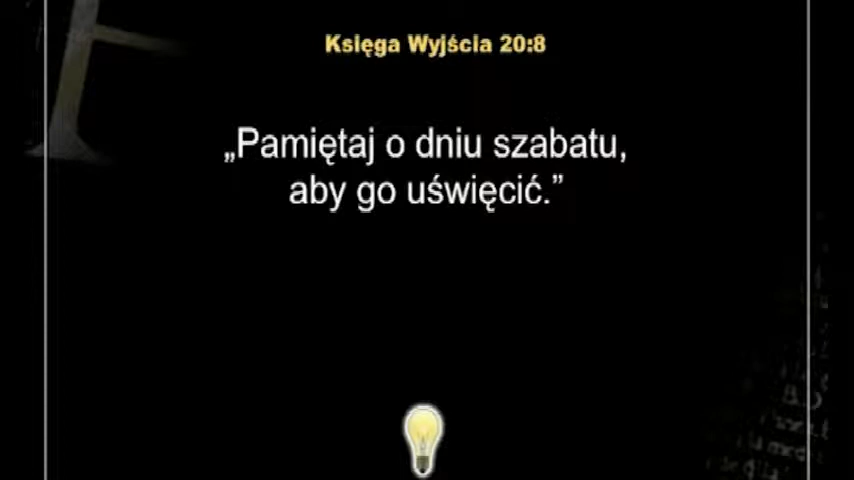 Księga Wyjścia 20:8
„Pamiętaj o dniu szabatu,
aby go uświęcić.”